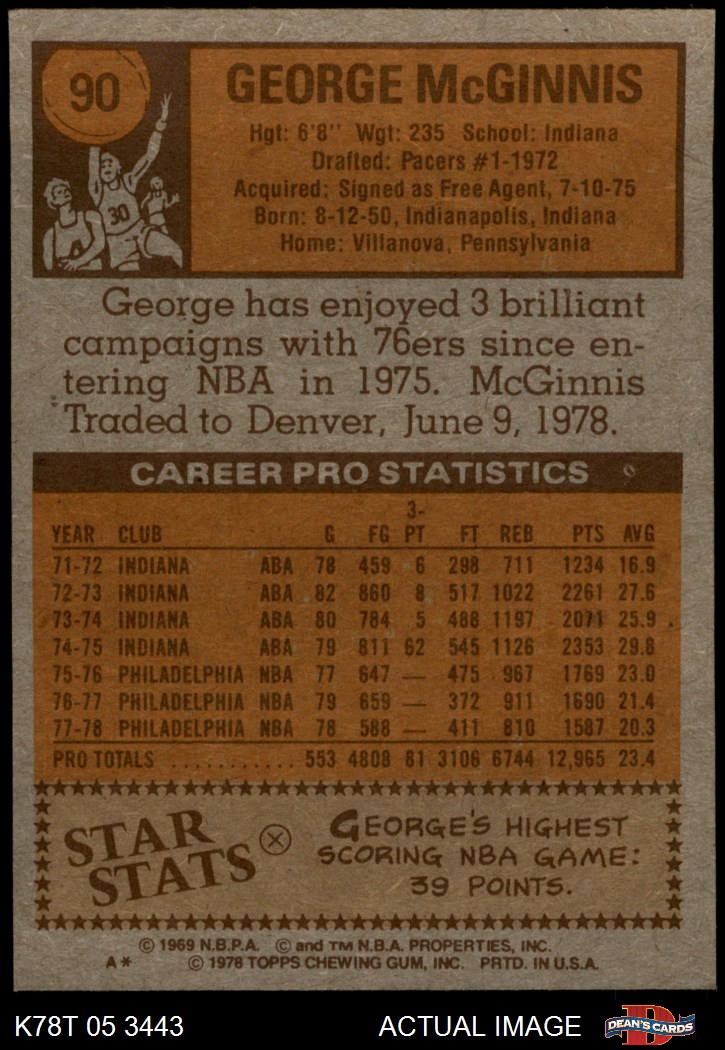 90
30
GEORGE McGINNIS
Hgt: 6'8" Wgt: 235 School: Indiana
Drafted: Pacers #1-1972
Acquired: Signed as Free Agent, 7-10-75
Born: 8-12-50, Indianapolis, Indiana
Home: Villanova, Pennsylvania
George has enjoyed 3 brilliant
campaigns with 76ers since en-
tering NBA in 1975. McGinnis
Traded to Denver, June 9, 1978.
CAREER PRO STATISTICS
YEAR CLUB G FG 3-PT FT REB PTS AVG
71-72 INDIANA ABA 78 459 6 298 711 1234 16.9
72-73 INDIANA ABA 82 860 8 517 1022 2261 27.6
73-74 INDIANA ABA 80 784 5 488 1197 2071 25.9
74-75 INDIANA ABA 79 811 62 545 1126 2353 29.8
75-76 PHILADELPHIA NBA 77 647 — 475 967 1769 23.0
76-77 PHILADELPHIA NBA 79 659 — 372 911 1690 21.4
77-78 PHILADELPHIA NBA 78 588 — 411 810 1587 20.3
PRO TOTALS ........... 553 4808 81 3106 6744 12,965 23.4
STAR STATS
GEORGE'S HIGHEST
SCORING NBA GAME:
39 POINTS.
© 1969 N.B.P.A. © and TM N.B.A. PROPERTIES, INC.
A* © 1978 TOPPS CHEWING GUM, INC. PRTD. IN U.S.A.
K78T 05 3443 ACTUAL IMAGE DEAN'S CARDS